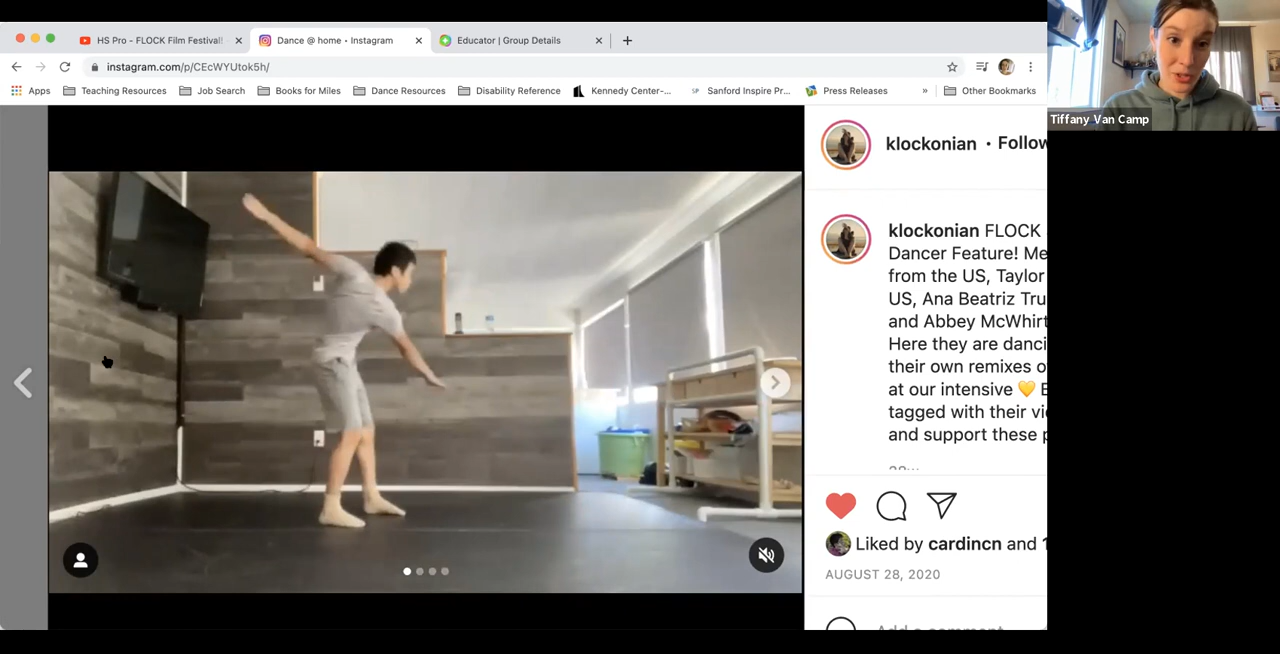 HS Pro - FLOCK Film Festival!
Dance @ home • Instagram
Educator | Group Details
instagram.com/p/CEcWYUtok5h/
Apps
Teaching Resources
Job Search
Books for Miles
Dance Resources
Disability Reference
Kennedy Center-...
SP Sanford Inspire Pr...
Press Releases
»
Other Bookmarks
Tiffany Van Camp
klockonian • Follow
klockonian FLOCK
Dancer Feature! Me
from the US, Taylor
US, Ana Beatriz Tru
and Abbey McWhirt
Here they are danci
their own remixes o
at our intensive 💛 E
tagged with their vi
and support these p
Liked by cardincn and 1
AUGUST 28, 2020
Add a comment